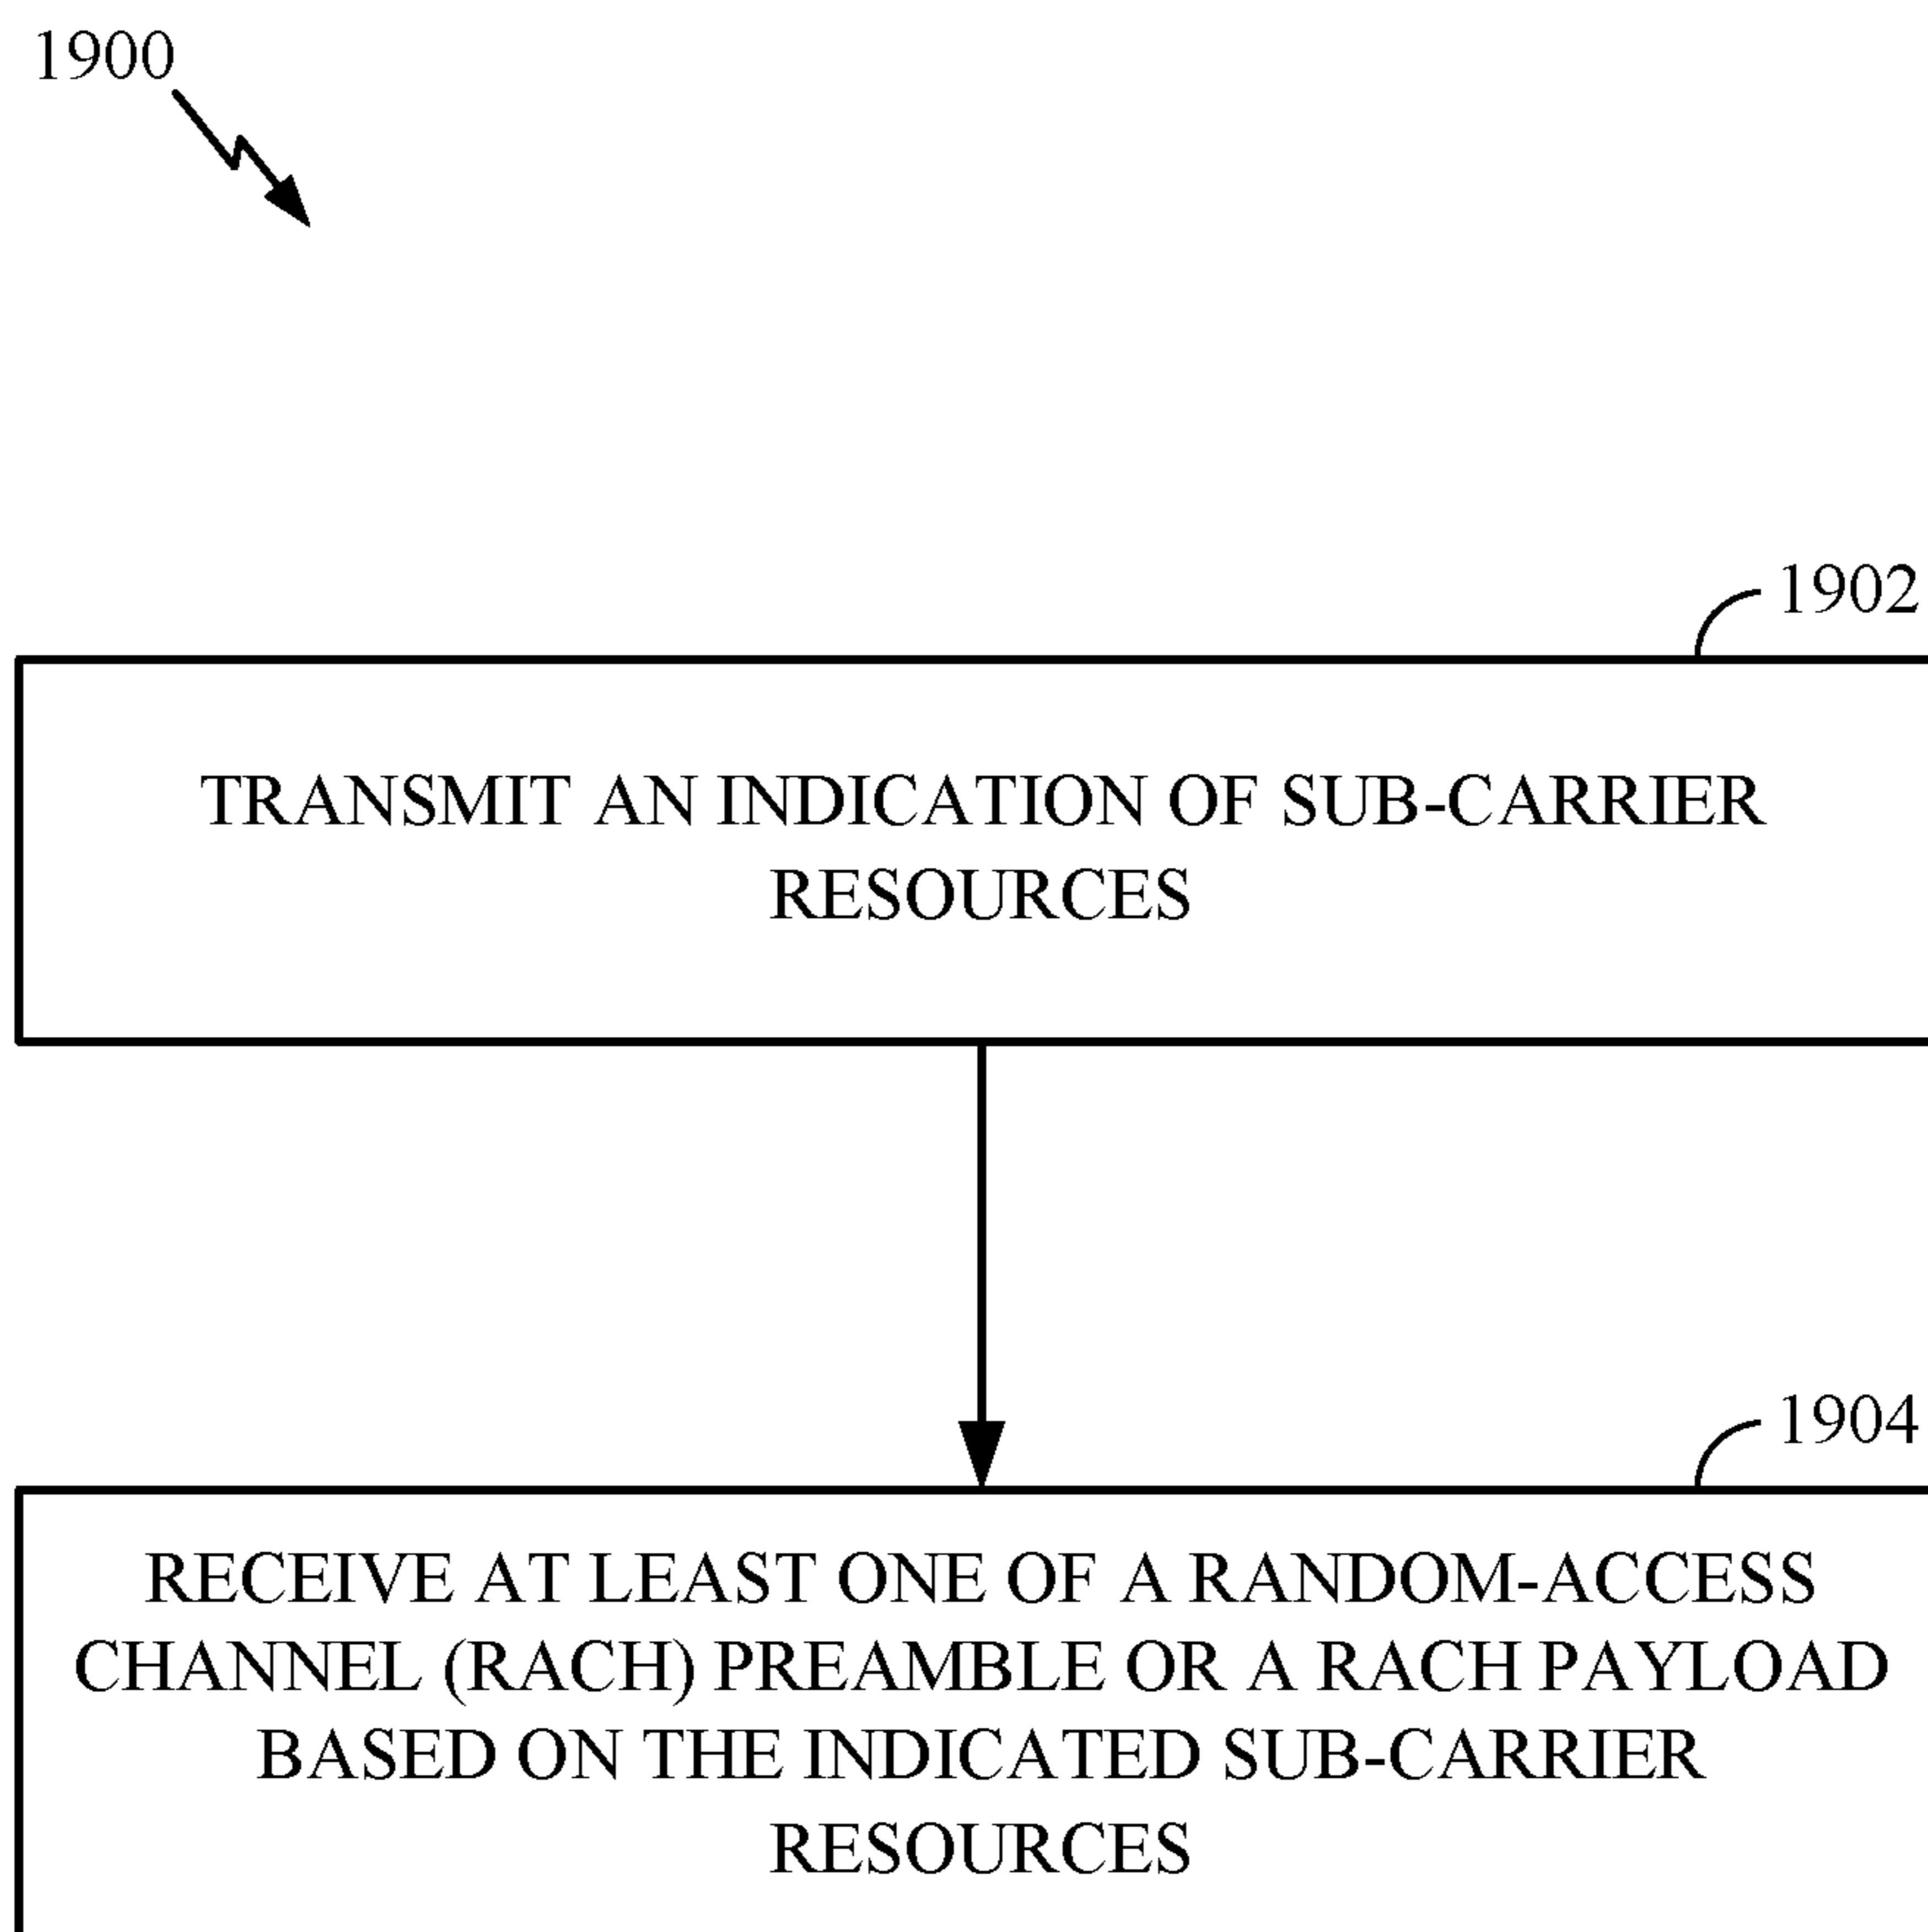 1900
1902
TRANSMIT AN INDICATION OF SUB-CARRIER
RESOURCES
1904
RECEIVE AT LEAST ONE OF A RANDOM-ACCESS
CHANNEL (RACH) PREAMBLE OR A RACH PAYLOAD
BASED ON THE INDICATED SUB-CARRIER
RESOURCES